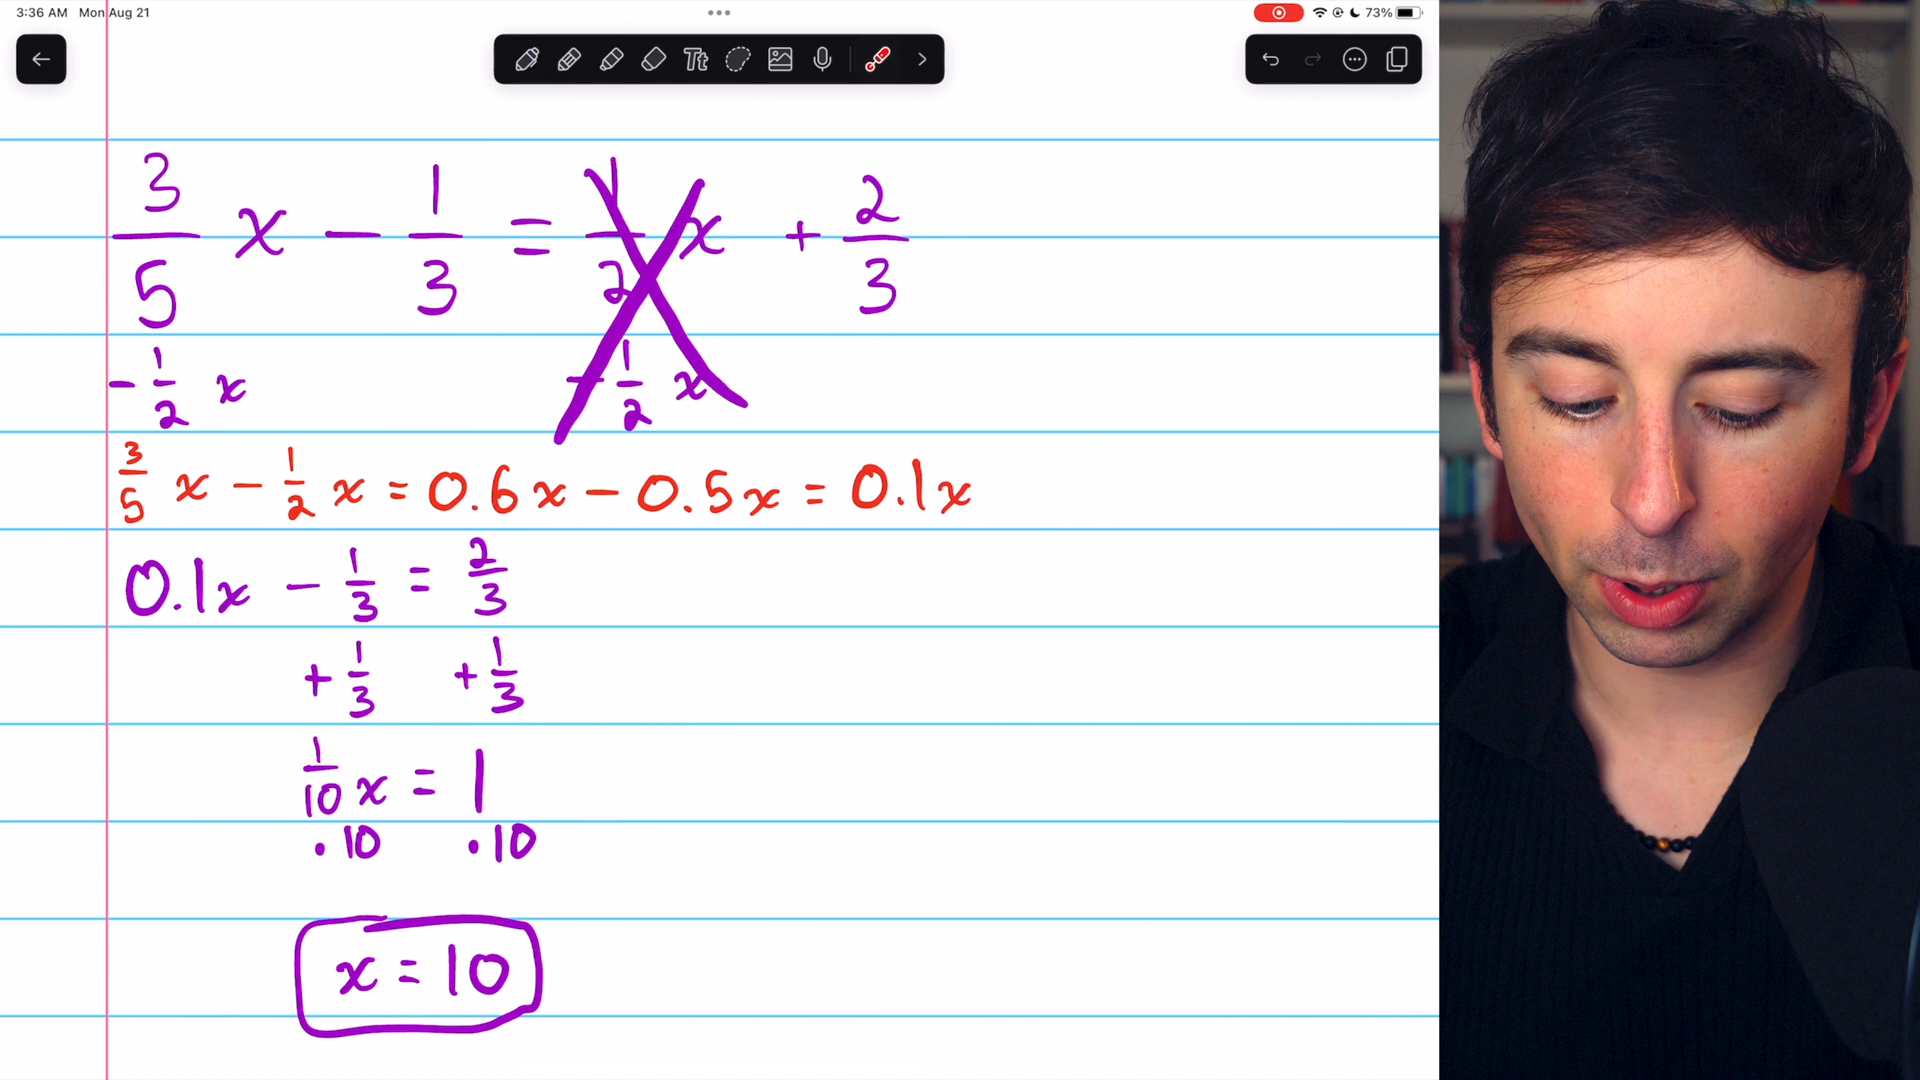 3:36 AM Mon Aug 21
73%
Tt
3/5 x - 1/3 = 1/2 x + 2/3
- 1/2 x - 1/2 x
3/5 x - 1/2 x = 0.6x - 0.5x = 0.1x
0.1x - 1/3 = 2/3
+ 1/3 + 1/3
1/10 x = 1
·10 ·10
x = 10